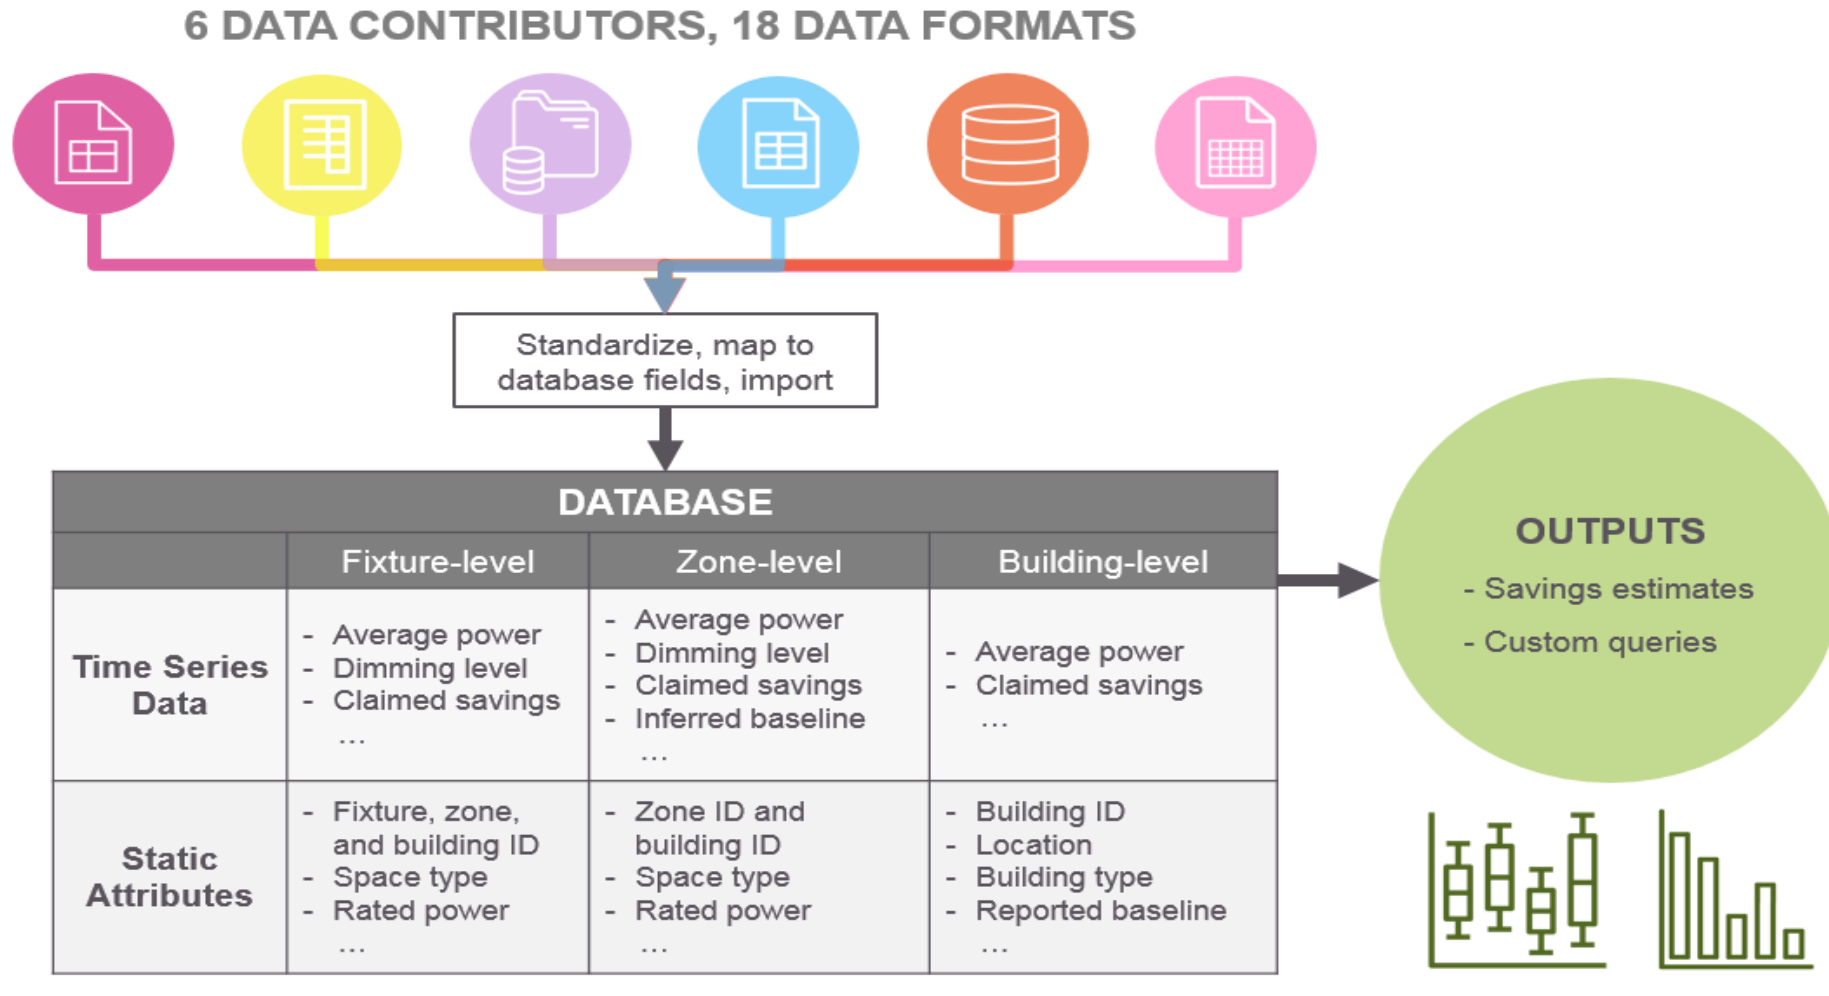 6 DATA CONTRIBUTORS, 18 DATA FORMATS
Standardize, map to
database fields, import
DATABASE
Fixture-level
Zone-level
Building-level
Time Series
Data
- Average power
- Dimming level
- Claimed savings
...
- Average power
- Dimming level
- Claimed savings
- Inferred baseline
...
- Average power
- Claimed savings
...
Static
Attributes
- Fixture, zone,
and building ID
- Space type
- Rated power
...
- Zone ID and
building ID
- Space type
- Rated power
...
- Building ID
- Location
- Building type
- Reported baseline
...
OUTPUTS
- Savings estimates
- Custom queries